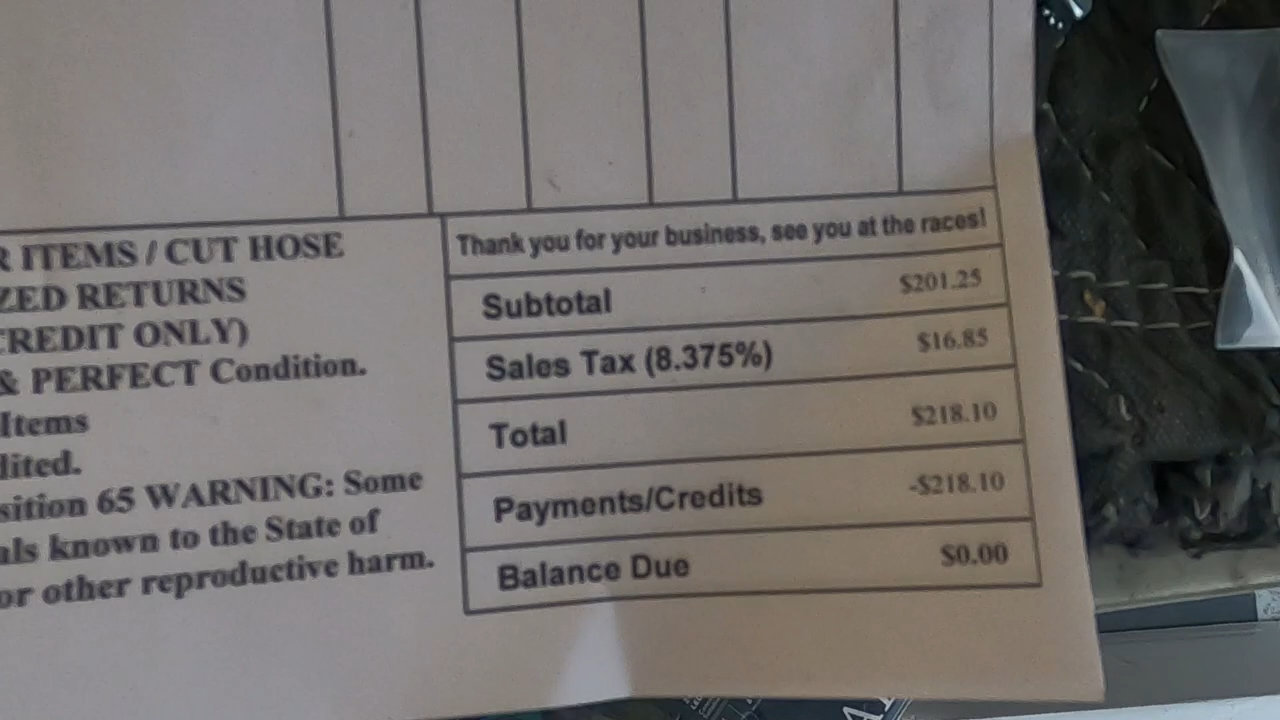 R ITEMS / CUT HOSE
ZED RETURNS
CREDIT ONLY)
& PERFECT Condition.
Items
dited.
sition 65 WARNING: Some
als known to the State of
or other reproductive harm.
Thank you for your business, see you at the races!
Subtotal $201.25
Sales Tax (8.375%) $16.85
Total $218.10
Payments/Credits -$218.10
Balance Due $0.00